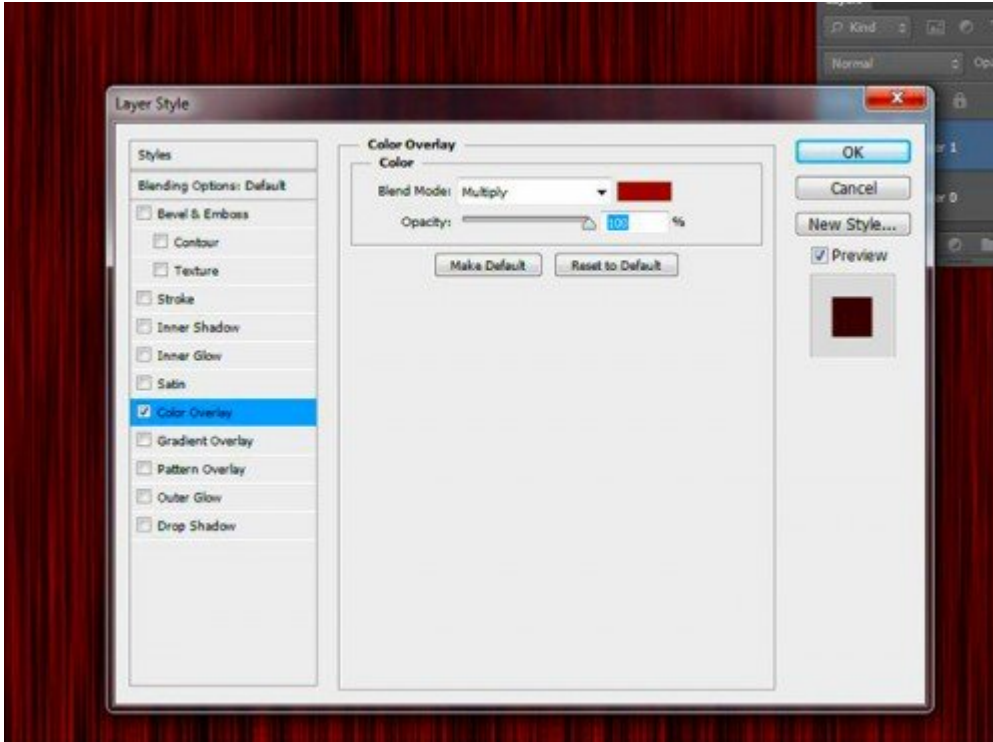 Kind
Normal
Layer Style
Styles
Blending Options: Default
Bevel & Emboss
Contour
Texture
Stroke
Inner Shadow
Inner Glow
Satin
Color Overlay
Gradient Overlay
Pattern Overlay
Outer Glow
Drop Shadow
Color Overlay
Color
Blend Mode: Multiply
Opacity: 100 %
Make Default Reset to Default
OK
Cancel
New Style...
Preview
1
0